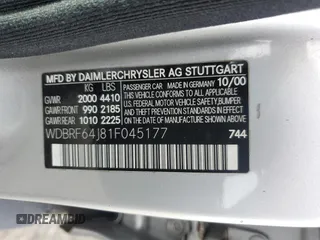 MFD BY DAIMLERCHRYSLER AG STUTTGART
MADE IN GERMANY 10/00
KG LBS
GVWR 2000 4410
GAWR FRONT 990 2185
GAWR REAR 1010 2225
THIS VEHICLE CONFORMS TO ALL APPLICABLE
U.S. FEDERAL MOTOR VEHICLE
SAFETY, BUMPER, AND THEFT PREVENTION
STANDARDS IN EFFECT ON THE DATE OF
MANUFACTURE SHOWN ABOVE
WDBRF64J81F045177
744
DREAMBID